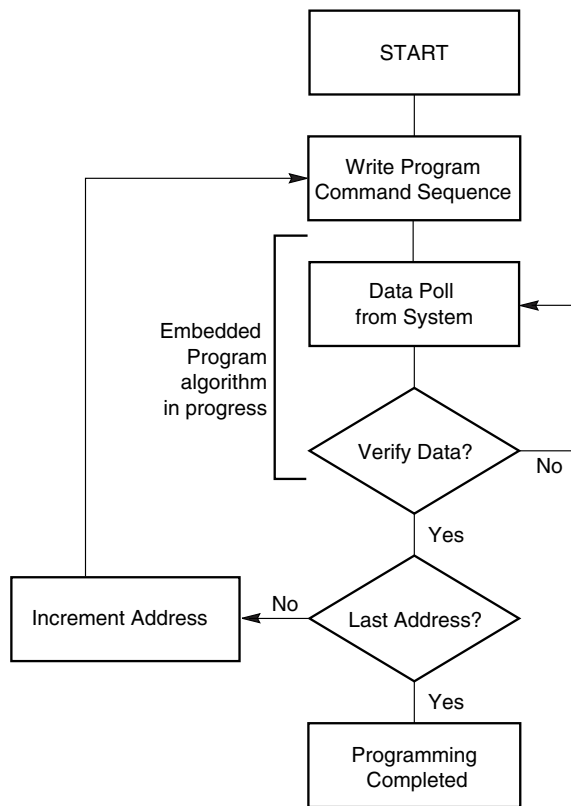 START
Write Program
Command Sequence
Data Poll
from System
Embedded
Program
algorithm
in progress
Verify Data?
No
Yes
Last Address?
No
Increment Address
Yes
Programming
Completed